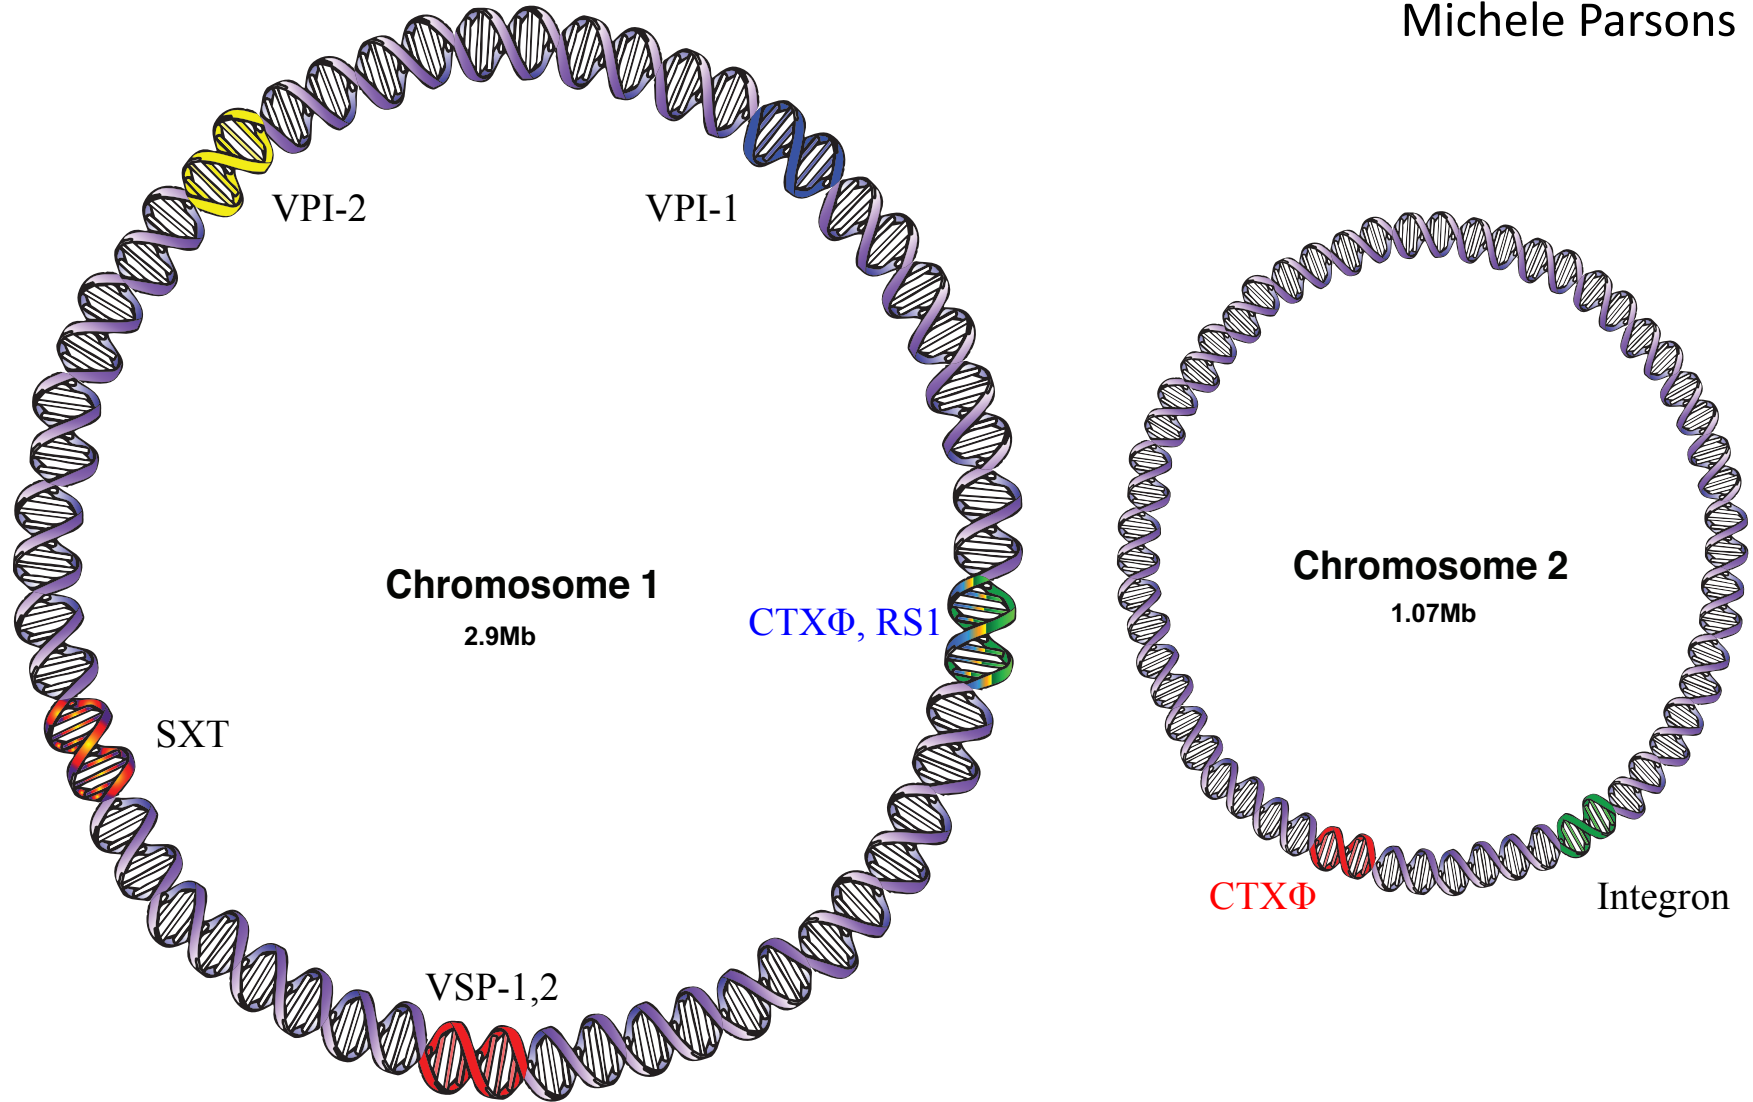 Michele Parsons
VPI-2
VPI-1
Chromosome 1
2.9Mb
CTXΦ, RS1
SXT
VSP-1,2
Chromosome 2
1.07Mb
CTXΦ
Integron